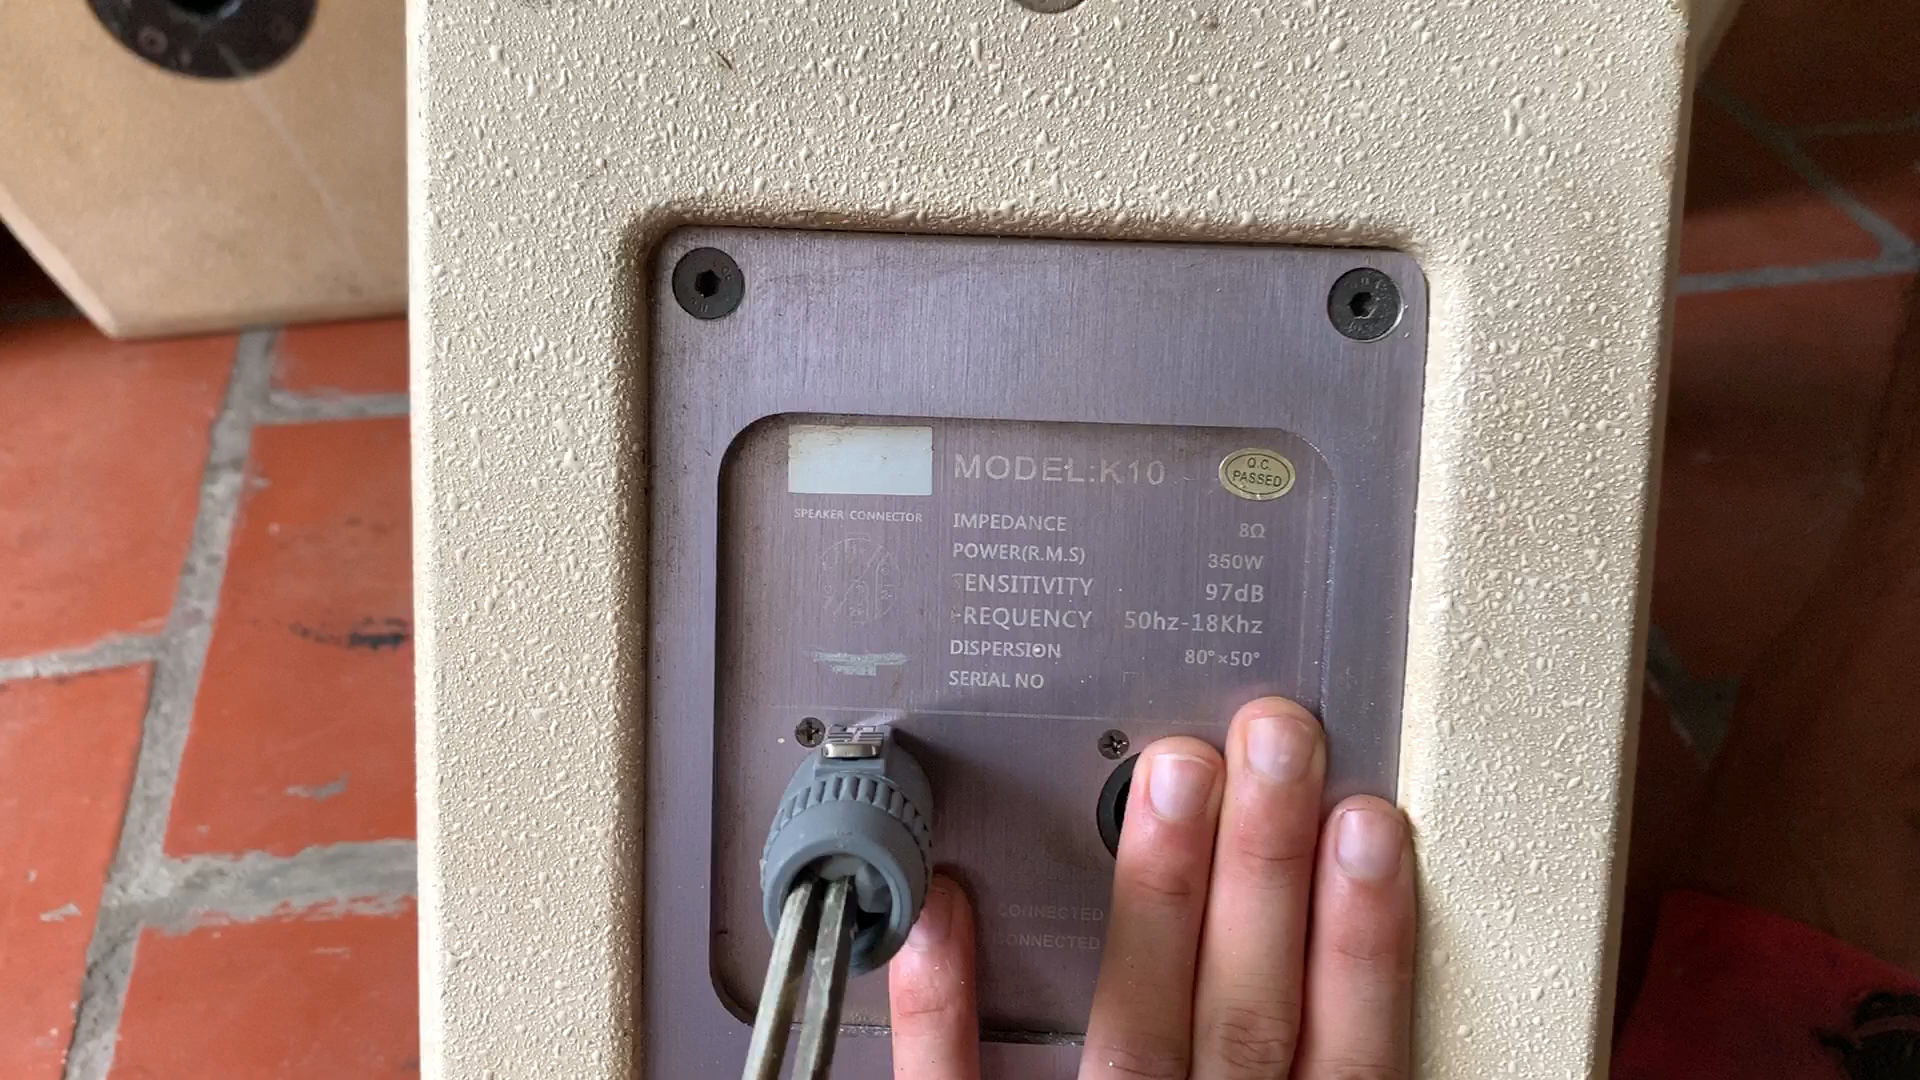 MODEL:K10
Q.C.
PASSED
SPEAKER CONNECTOR
IMPEDANCE 8Ω
POWER(R.M.S) 350W
SENSITIVITY 97dB
FREQUENCY 50hz-18Khz
DISPERSION 80°×50°
SERIAL NO
CONNECTED
CONNECTED